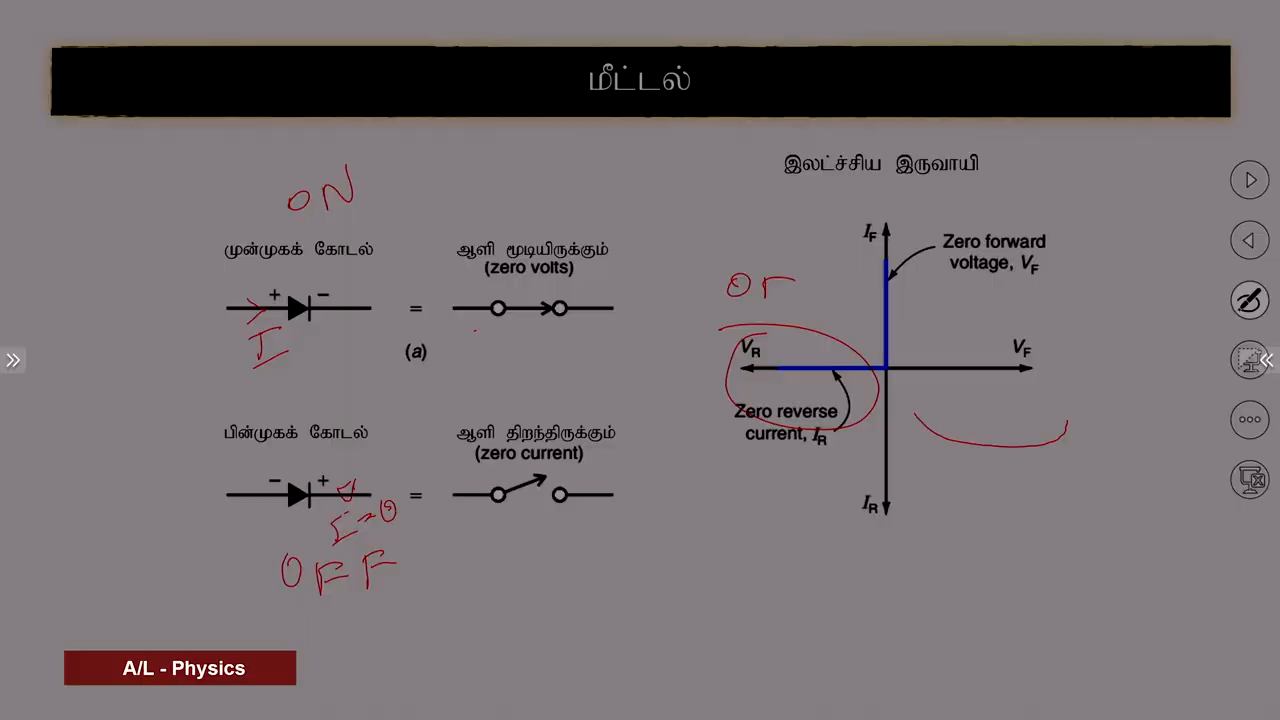 மீட்டல்
ON
முன்முகக் கோடல்
ஆளி மூடியிருக்கும்
(zero volts)
+ −
=
I
(a)
பின்முகக் கோடல்
ஆளி திறந்திருக்கும்
(zero current)
− +
=
I=0
OFF
இலட்சிய இருவாயி
IF
Zero forward
voltage, VF
or
VR
VF
Zero reverse
current, IR
IR
A/L - Physics